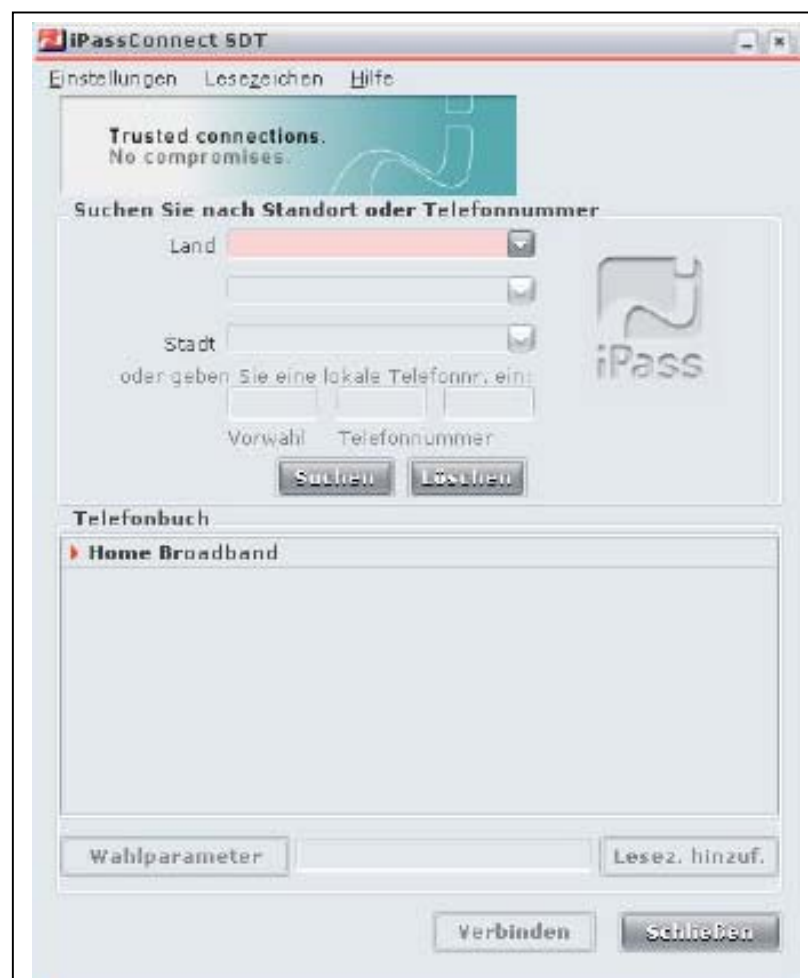 iPassConnect SDT
Einstellungen Lesezeichen Hilfe
Trusted connections.
No compromises.
Suchen Sie nach Standort oder Telefonnummer
Land
Stadt
iPass
oder geben Sie eine lokale Telefonnr. ein:
Vorwahl Telefonnummer
Suchen Löschen
Telefonbuch
Home Broadband
Wahlparameter Lesez. hinzuf.
Verbinden Schließen